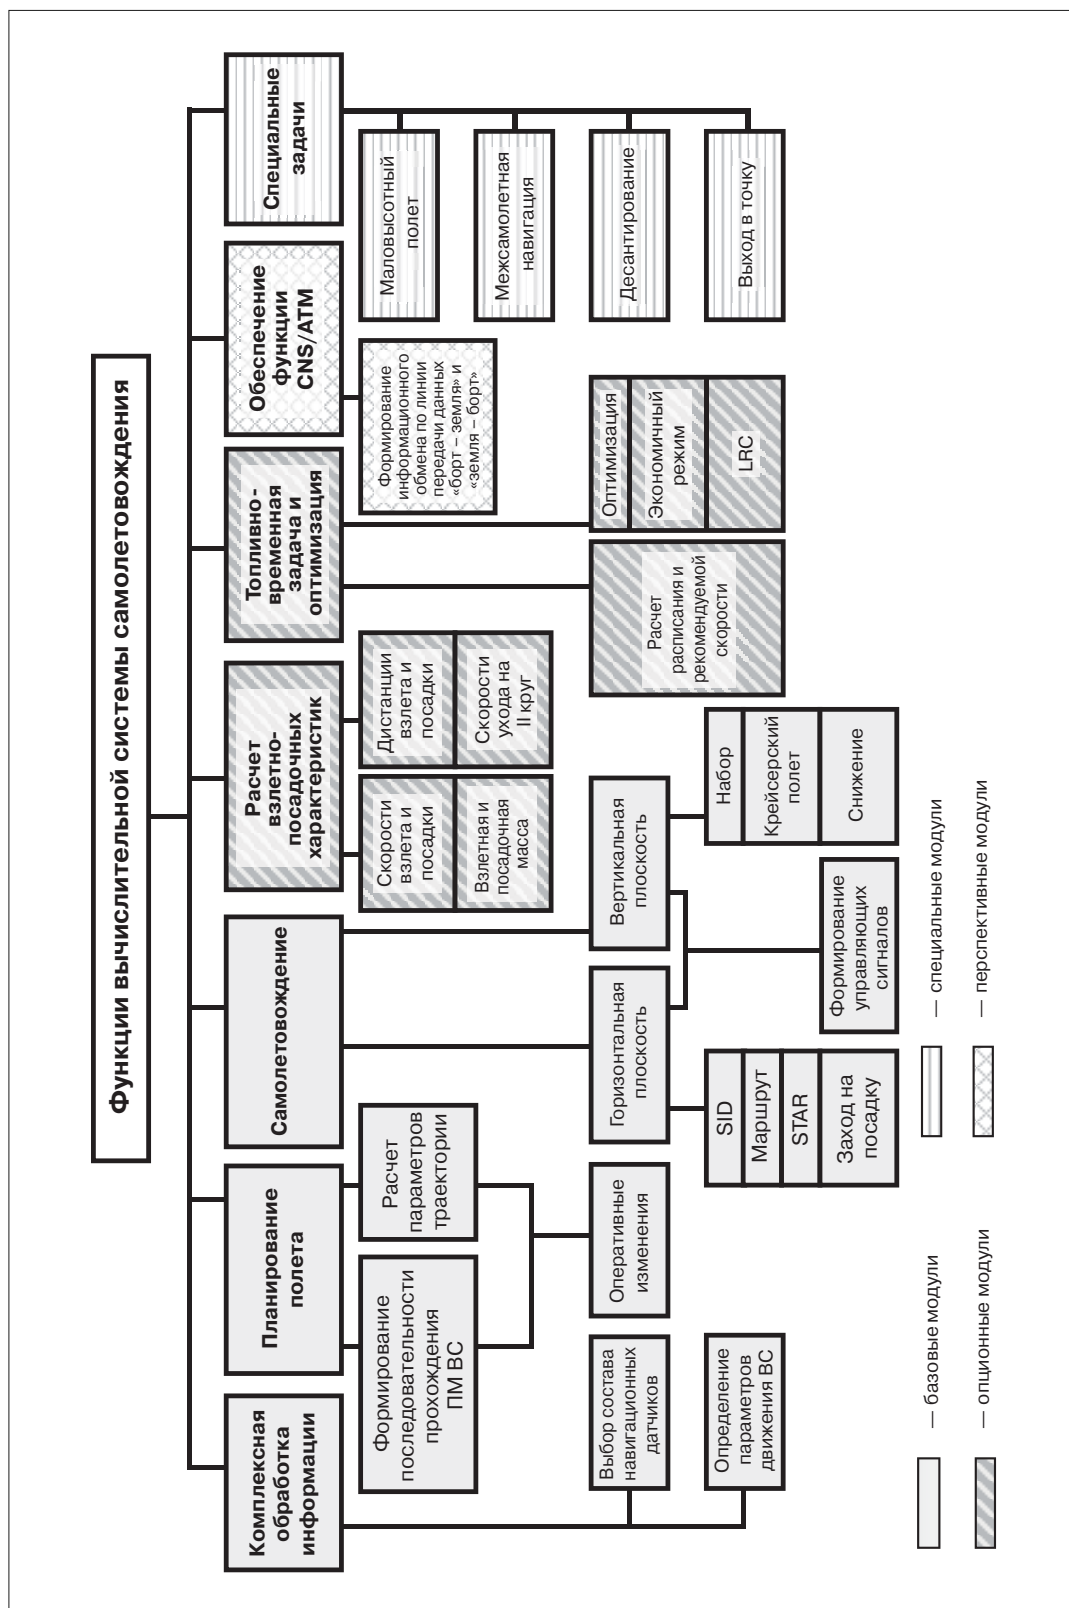 Функции вычислительной системы самолетовождения
Комплексная
обработка
информации
Планирование
полета
Самолетовождение
Расчет
взлетно-
посадочных
характеристик
Топливно-
временная
задача и
оптимизация
Обеспечение
функции
CNS/ATM
Специальные
задачи
Формирование
последовательности
прохождения
ПМ ВС
Расчет
параметров
траектории
Скорости
взлета и
посадки
Взлетная и
посадочная
масса
Дистанции
взлета и
посадки
Скорости
ухода на
II круг
Формирование
информационного
обмена по линии
передачи данных
«борт – земля» и
«земля – борт»
Маловысотный
полет
Межсамолетная
навигация
Десантирование
Выход в точку
Выбор состава
навигационных
датчиков
Определение
параметров
движения ВС
Оперативные
изменения
Горизонтальная
плоскость
Вертикальная
плоскость
Расчет
расписания и
рекомендуемой
скорости
Оптимизация
Экономичный
режим
LRC
SID
Маршрут
STAR
Заход на
посадку
Формирование
управляющих
сигналов
Набор
Крейсерский
полет
Снижение
— базовые модули
— специальные модули
— опционные модули
— перспективные модули